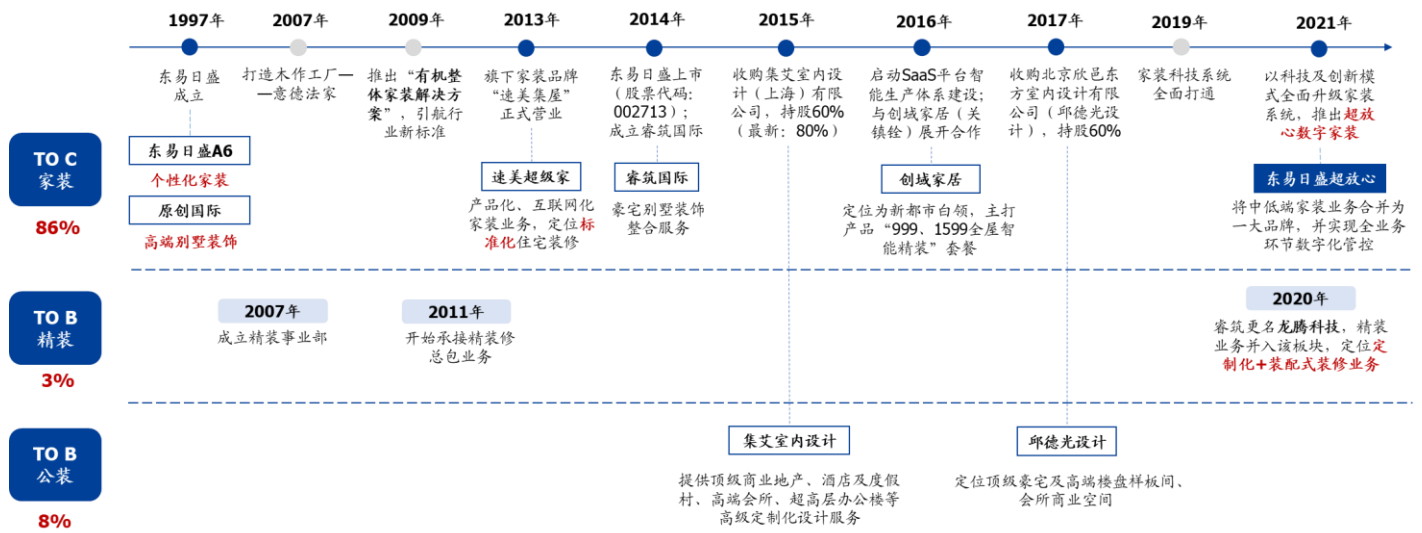 1997年
2007年
2009年
2013年
2014年
2015年
2016年
2017年
2019年
2021年
东易日盛
成立
打造木作工厂—
—意德法家
推出“有机整
体家装解决方
案”，引航行
业新标准
旗下家装品牌
“速美集屋”
正式营业
东易日盛上市
（股票代码：
002713）；
成立睿筑国际
收购集艾室内设
计（上海）有限
公司，持股60%
（最新：80%）
启动SaaS平台智
能生产体系建设；
与创域家居（关
镇铨）展开合作
收购北京欣邑东
方室内设计有限
公司（邱德光设
计），持股60%
家装科技系统
全面打通
以科技及创新模
式全面升级家装
系统，推出超放
心数字家装
TO C
家装
86%
东易日盛A6
个性化家装
原创国际
高端别墅装饰
速美超级家
产品化、互联网化
家装业务，定位标
准化住宅装修
睿筑国际
豪宅别墅装饰
整合服务
创域家居
定位为新都市白领，主打
产品“999、1599全屋智
能精装”套餐
东易日盛超放心
将中低端家装业务合并为
一大品牌，并实现全业务
环节数字化管控
TO B
精装
3%
2007年
成立精装事业部
2011年
开始承接精装修
总包业务
2020年
睿筑更名龙腾科技，精装
业务并入该板块，定位定
制化+装配式装修业务
TO B
公装
8%
集艾室内设计
提供顶级商业地产、酒店及度假
村、高端会所、超高层办公楼等
高级定制化设计服务
邱德光设计
定位顶级豪宅及高端楼盘样板间、
会所商业空间